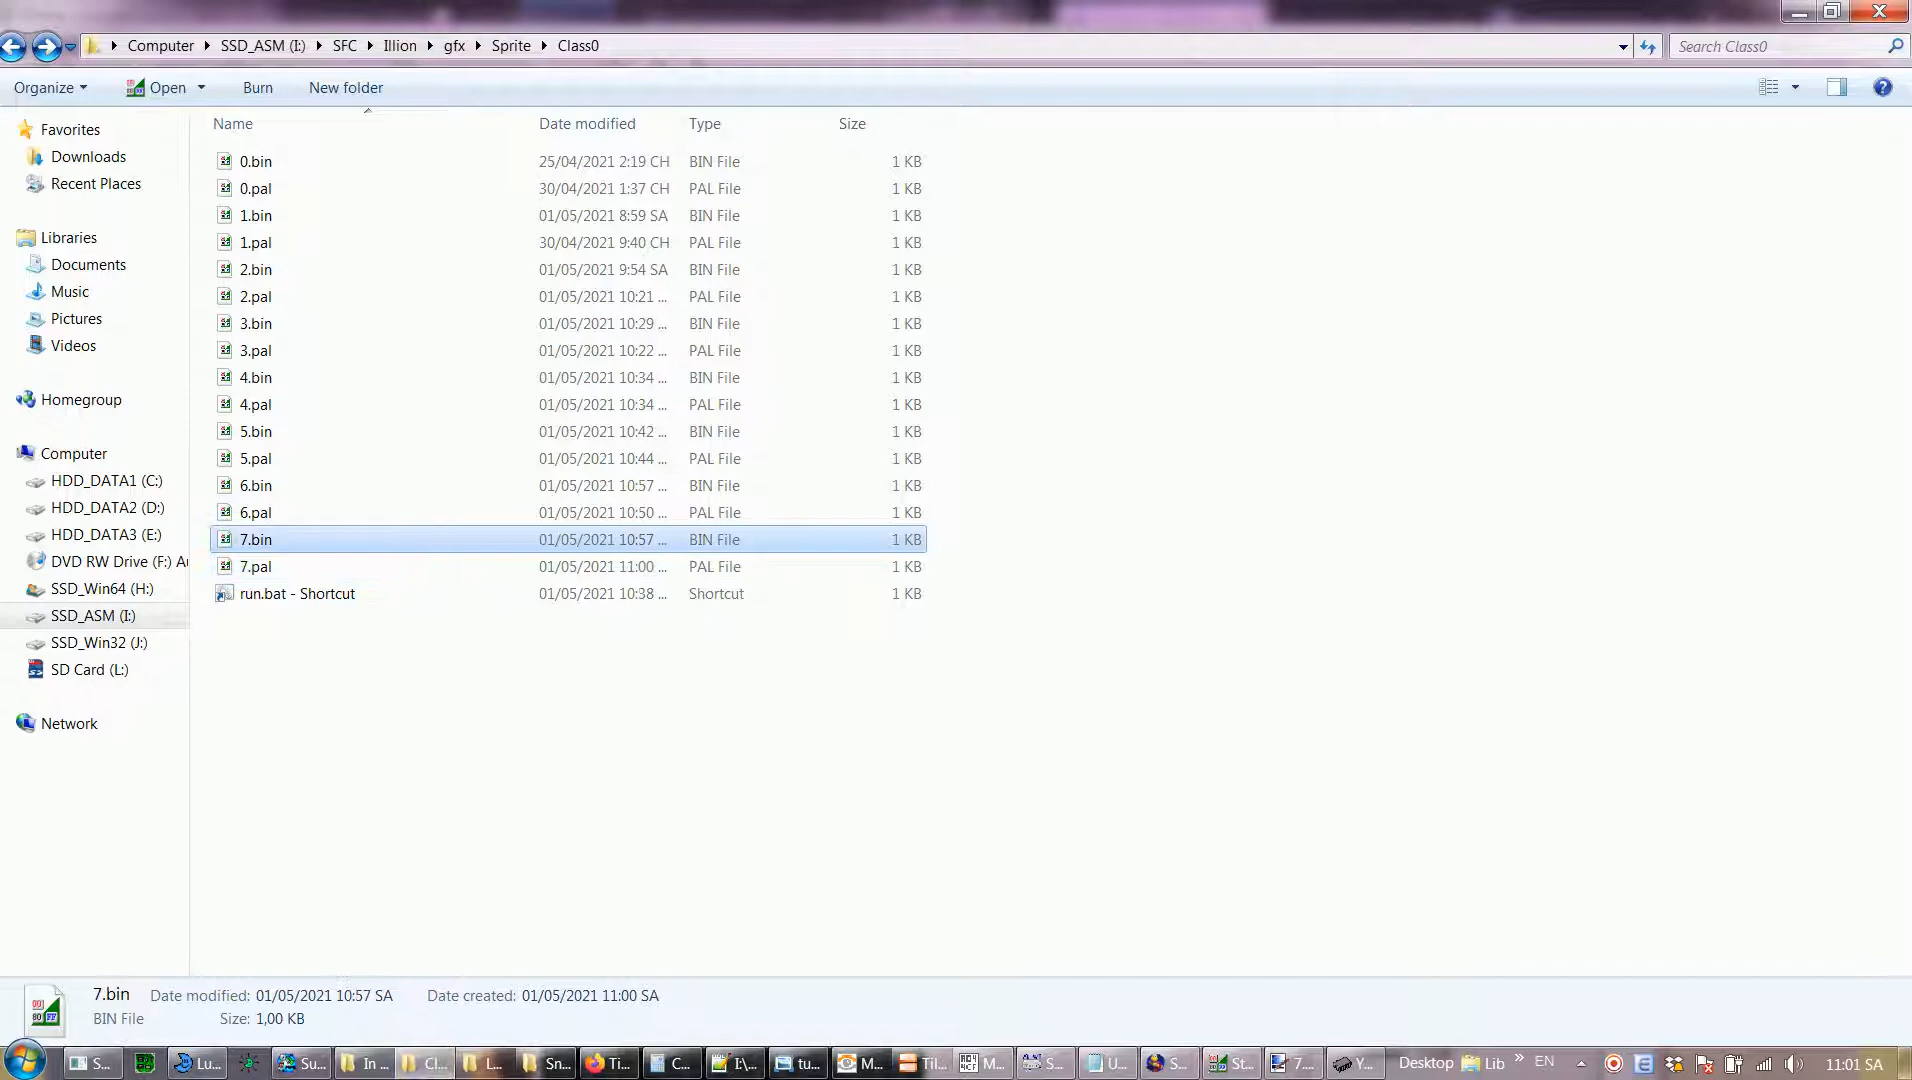 Computer SSD_ASM (I:) SFC Illion gfx Sprite Class0 Search Class0
Organize Open Burn New folder
Name Date modified Type Size
Favorites
Downloads
Recent Places
Libraries
Documents
Music
Pictures
Videos
Homegroup
Computer
HDD_DATA1 (C:)
HDD_DATA2 (D:)
HDD_DATA3 (E:)
DVD RW Drive (F:) Au
SSD_Win64 (H:)
SSD_ASM (I:)
SSD_Win32 (J:)
SD Card (L:)
Network
0.bin 25/04/2021 2:19 CH BIN File 1 KB
0.pal 30/04/2021 1:37 CH PAL File 1 KB
1.bin 01/05/2021 8:59 SA BIN File 1 KB
1.pal 30/04/2021 9:40 CH PAL File 1 KB
2.bin 01/05/2021 9:54 SA BIN File 1 KB
2.pal 01/05/2021 10:21 ... PAL File 1 KB
3.bin 01/05/2021 10:29 ... BIN File 1 KB
3.pal 01/05/2021 10:22 ... PAL File 1 KB
4.bin 01/05/2021 10:34 ... BIN File 1 KB
4.pal 01/05/2021 10:34 ... PAL File 1 KB
5.bin 01/05/2021 10:42 ... BIN File 1 KB
5.pal 01/05/2021 10:44 ... PAL File 1 KB
6.bin 01/05/2021 10:57 ... BIN File 1 KB
6.pal 01/05/2021 10:50 ... PAL File 1 KB
7.bin 01/05/2021 10:57 ... BIN File 1 KB
7.pal 01/05/2021 11:00 ... PAL File 1 KB
run.bat - Shortcut 01/05/2021 10:38 ... Shortcut 1 KB
7.bin Date modified: 01/05/2021 10:57 SA Date created: 01/05/2021 11:00 SA
BIN File Size: 1,00 KB
S... Lu... Su... In ... Cl... L... Sn... Ti... C... I:\... tu... M... Til... M... S... U... S... St... 7.... Y... Desktop Lib » EN 11:01 SA